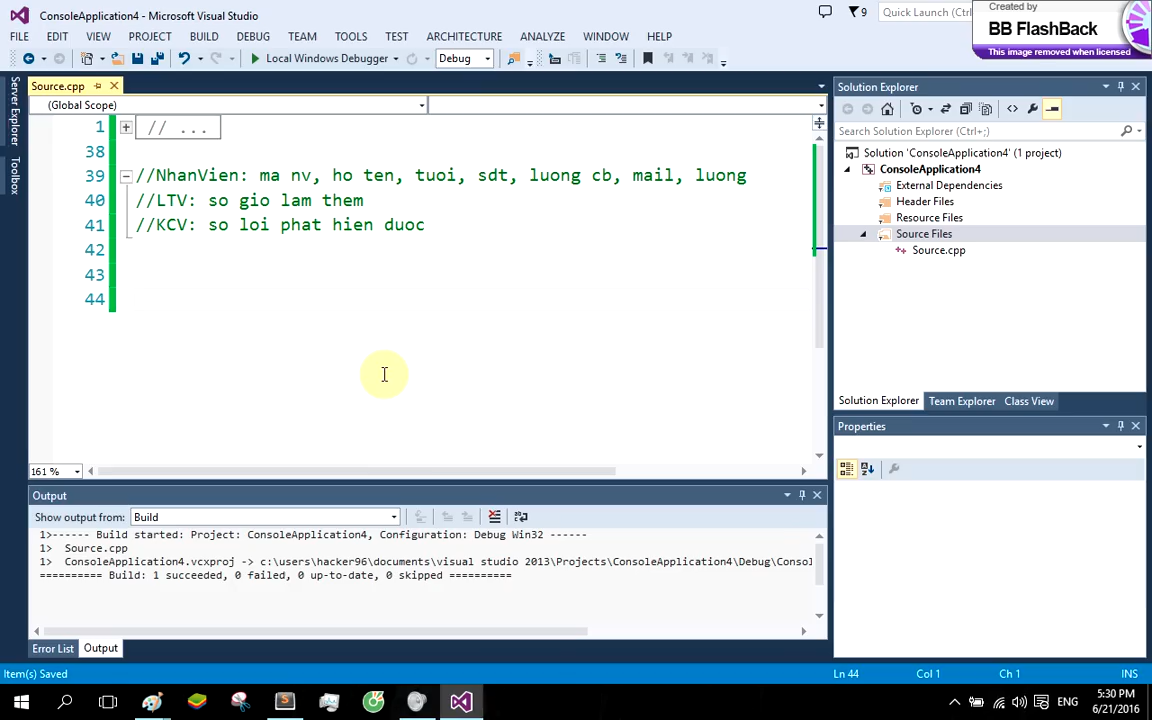 ConsoleApplication4 - Microsoft Visual Studio
9
Quick Launch (Ctrl
Created by
BB FlashBack
This image removed when licensed
FILE EDIT VIEW PROJECT BUILD DEBUG TEAM TOOLS TEST ARCHITECTURE ANALYZE WINDOW HELP
Local Windows Debugger Debug
Server Explorer
Toolbox
Source.cpp
(Global Scope)
1 // ...
38
39 //NhanVien: ma nv, ho ten, tuoi, sdt, luong cb, mail, luong
40 //LTV: so gio lam them
41 //KCV: so loi phat hien duoc
42
43
44
161 %
Solution Explorer
Search Solution Explorer (Ctrl+;)
Solution 'ConsoleApplication4' (1 project)
ConsoleApplication4
External Dependencies
Header Files
Resource Files
Source Files
Source.cpp
Solution Explorer Team Explorer Class View
Properties
Output
Show output from: Build
1>------ Build started: Project: ConsoleApplication4, Configuration: Debug Win32 ------
1> Source.cpp
1> ConsoleApplication4.vcxproj -> c:\users\hacker96\documents\visual studio 2013\Projects\ConsoleApplication4\Debug\Consol
========== Build: 1 succeeded, 0 failed, 0 up-to-date, 0 skipped ==========
Error List Output
Item(s) Saved Ln 44 Col 1 Ch 1 INS
ENG
5:30 PM
6/21/2016